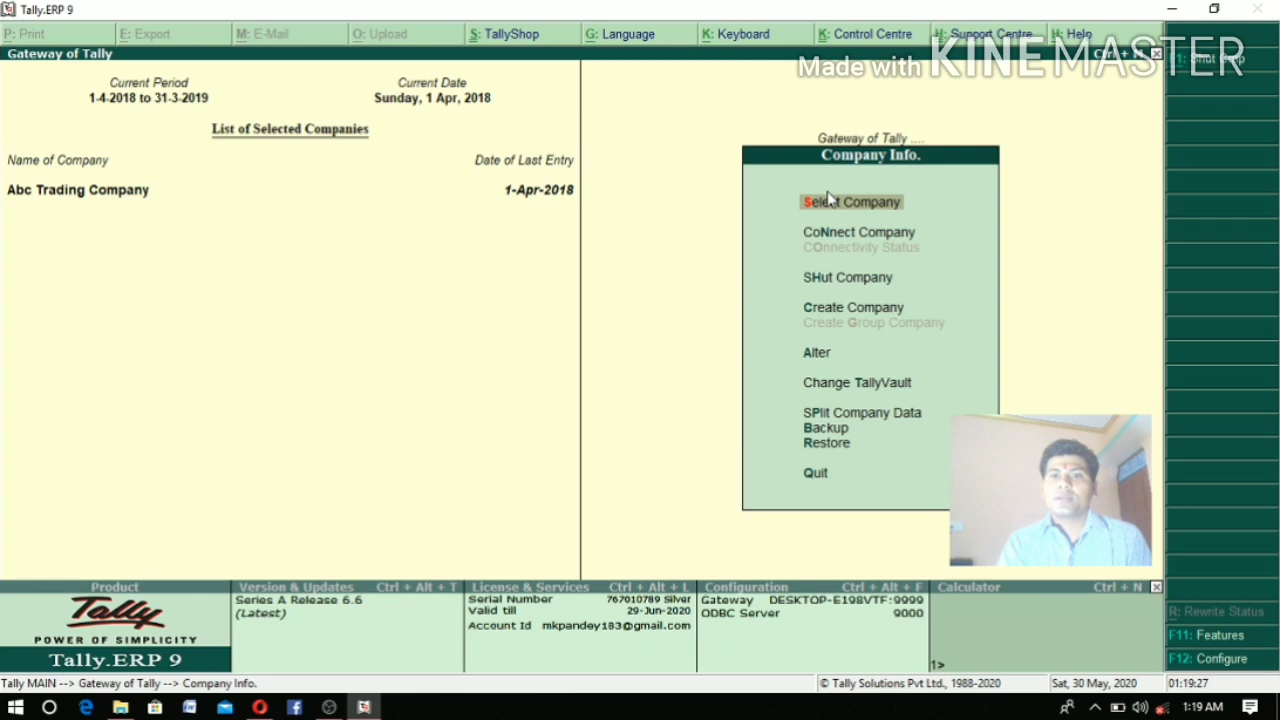 Tally.ERP 9
P: Print
E: Export
M: E-Mail
O: Upload
S: TallyShop
G: Language
K: Keyboard
K: Control Centre
H: Support Centre
H: Help
Made with KINEMASTER
Gateway of Tally
Ctrl + M
Current Period
1-4-2018 to 31-3-2019
Current Date
Sunday, 1 Apr, 2018
List of Selected Companies
Name of Company
Date of Last Entry
Abc Trading Company
1-Apr-2018
Gateway of Tally ....
Company Info.
Select Company
CoNnect Company
COnnectivity Status
SHut Company
Create Company
Create Group Company
Alter
Change TallyVault
SPlit Company Data
Backup
Restore
Quit
Product
Tally
POWER OF SIMPLICITY
Tally.ERP 9
Version & Updates Ctrl + Alt + T
Series A Release 6.6
(Latest)
License & Services Ctrl + Alt + L
Serial Number 767010789 Silver
Valid till 29-Jun-2020
Account Id mkpandey183@gmail.com
Configuration Ctrl + Alt + F
Gateway DESKTOP-E198VTF:9999
ODBC Server 9000
Calculator Ctrl + N
1>
R: Rewrite Status
F11: Features
F12: Configure
Tally MAIN --> Gateway of Tally --> Company Info.
© Tally Solutions Pvt Ltd., 1988-2020
Sat, 30 May, 2020
01:19:27
1:19 AM